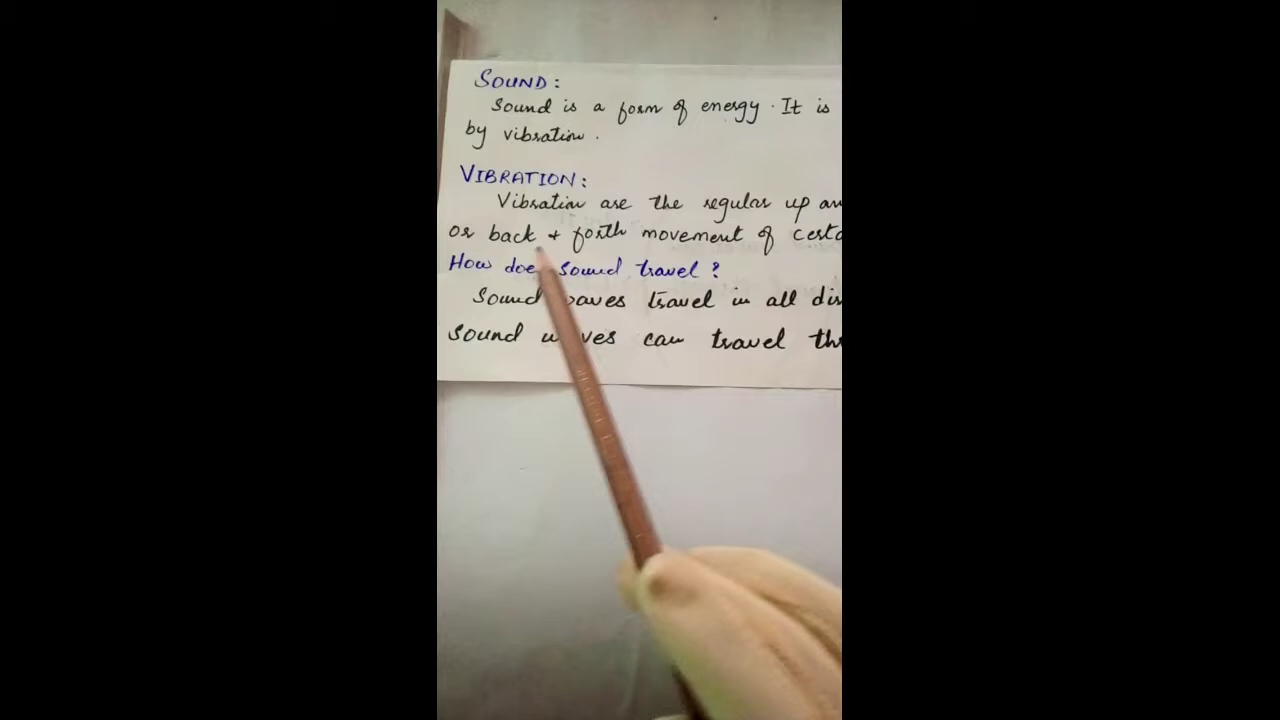 SOUND:
Sound is a form of energy. It is
by vibration.
VIBRATION:
Vibration are the regular up
or back + forth movement of
How does sound travel?
Sound waves travel in all
Sound waves can travel